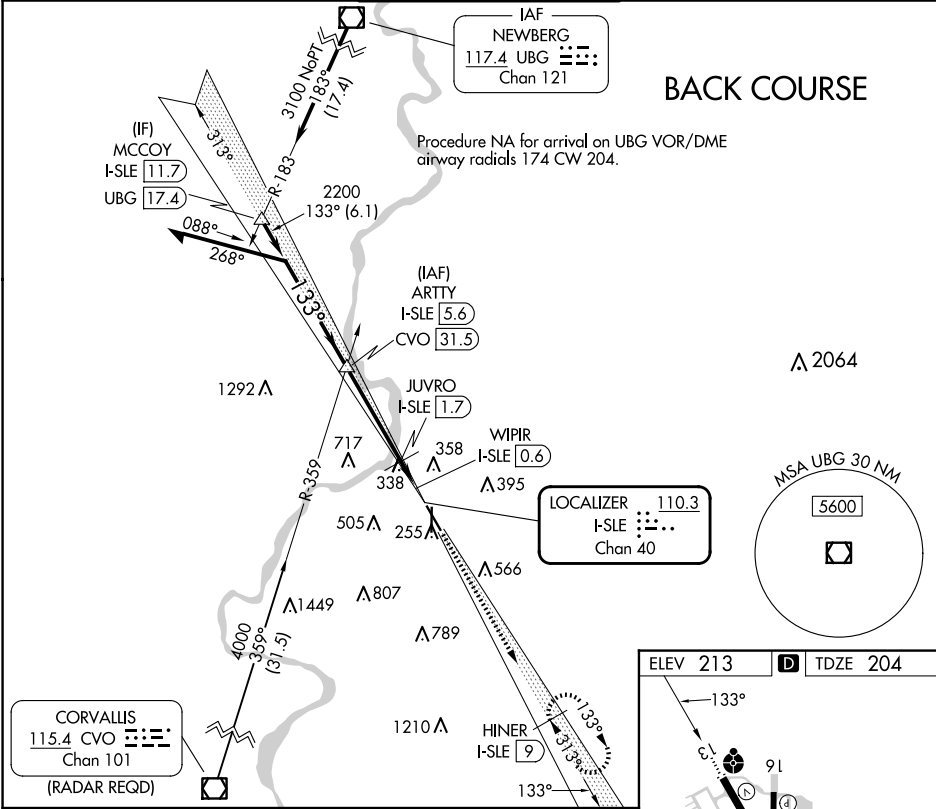 IAF
NEWBERG
117.4 UBG
Chan 121
BACK COURSE
Procedure NA for arrival on UBG VOR/DME
airway radials 174 CW 204.
3100 NoPT
183°
(17.4)
R-183
313°
(IF)
MCCOY
I-SLE 11.7
UBG 17.4
2200
133° (6.1)
088°
268°
133°
(IAF)
ARTTY
I-SLE 5.6
CVO 31.5
2064
1292
JUVRO
I-SLE 1.7
717
358
WIPIR
I-SLE 0.6
338
395
MSA UBG 30 NM
5600
R-359
505
255
LOCALIZER 110.3
I-SLE
Chan 40
566
1449
807
789
4000
359°
(31.5)
ELEV 213 D TDZE 204
133°
CORVALLIS
115.4 CVO
Chan 101
(RADAR REQD)
1210
HINER
I-SLE 9
133°
313°
133°
13
16
V
P